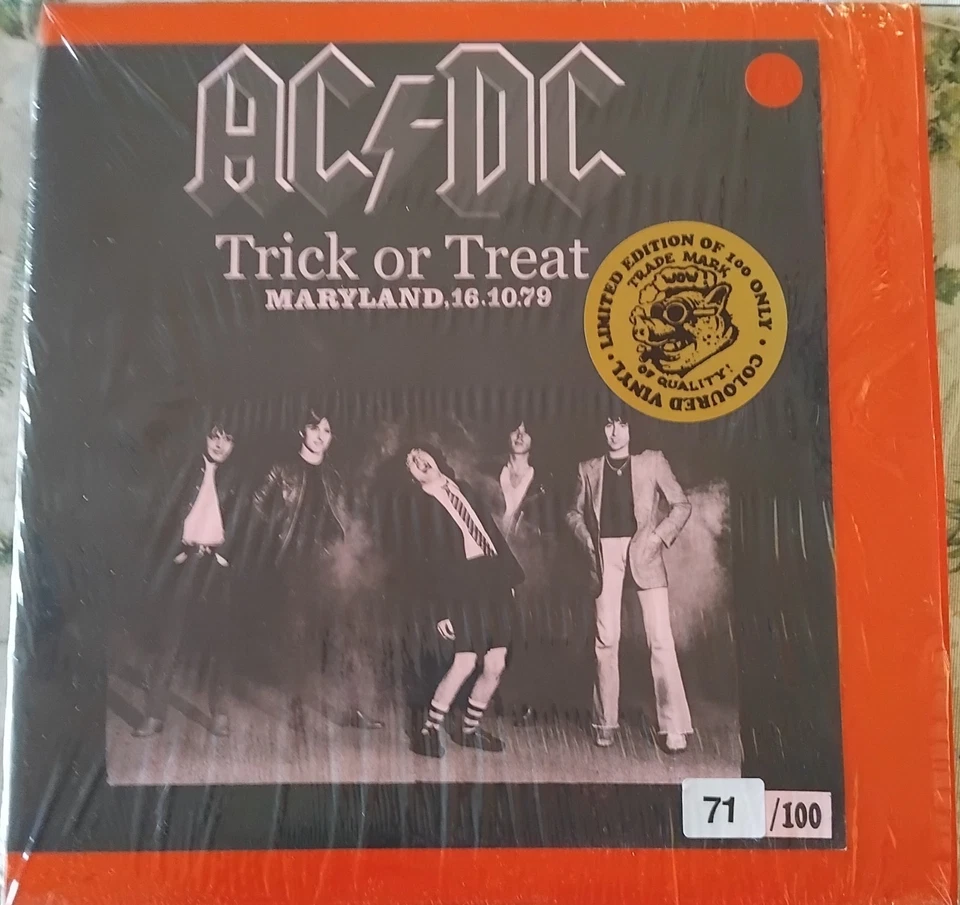 AC⚡DC
Trick or Treat
MARYLAND,16.10.79
LIMITED EDITION OF 100 ONLY • COLOURED VINYL •
TRADE MARK
WOW!
OF QUALITY!
71 /100